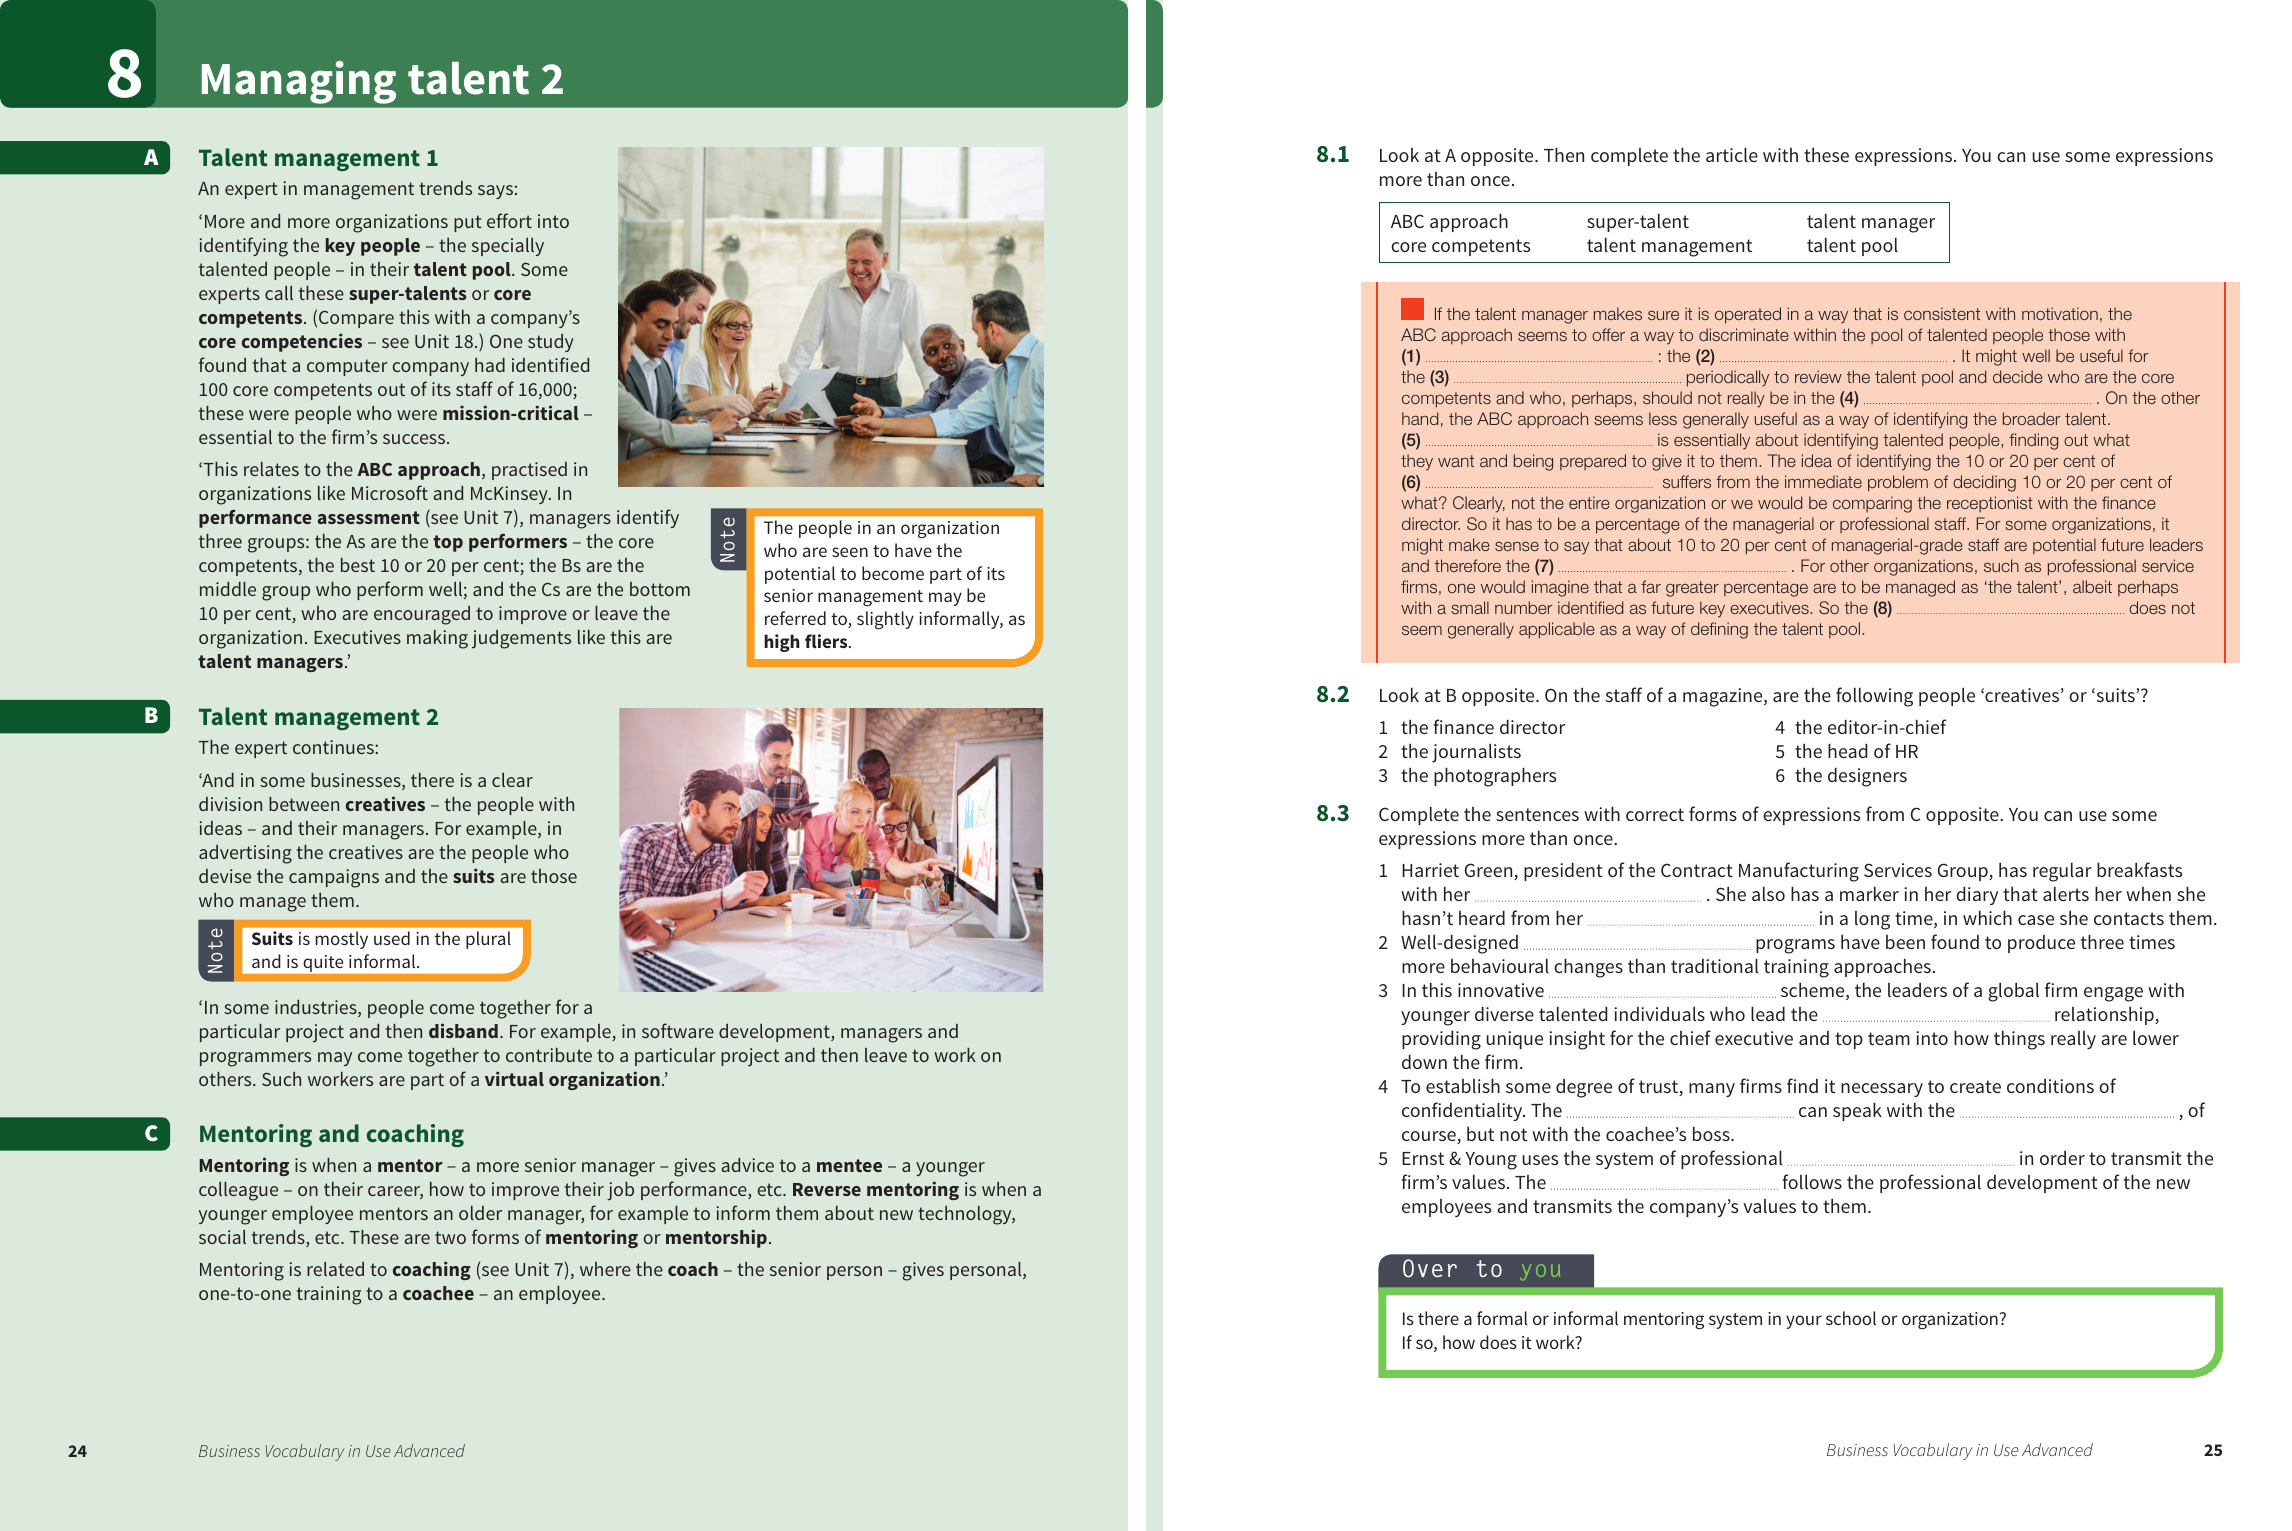 8
Managing talent 2
A
Talent management 1
An expert in management trends says:
‘More and more organizations put effort into
identifying the key people – the specially
talented people – in their talent pool. Some
experts call these super-talents or core
competents. (Compare this with a company’s
core competencies – see Unit 18.) One study
found that a computer company had identified
100 core competents out of its staff of 16,000;
these were people who were mission-critical –
essential to the firm’s success.
‘This relates to the ABC approach, practised in
organizations like Microsoft and McKinsey. In
performance assessment (see Unit 7), managers identify
three groups: the As are the top performers – the core
competents, the best 10 or 20 per cent; the Bs are the
middle group who perform well; and the Cs are the bottom
10 per cent, who are encouraged to improve or leave the
organization. Executives making judgements like this are
talent managers.’
Note
The people in an organization
who are seen to have the
potential to become part of its
senior management may be
referred to, slightly informally, as
high fliers.
B
Talent management 2
The expert continues:
‘And in some businesses, there is a clear
division between creatives – the people with
ideas – and their managers. For example, in
advertising the creatives are the people who
devise the campaigns and the suits are those
who manage them.
Note
Suits is mostly used in the plural
and is quite informal.
‘In some industries, people come together for a
particular project and then disband. For example, in software development, managers and
programmers may come together to contribute to a particular project and then leave to work on
others. Such workers are part of a virtual organization.’
C
Mentoring and coaching
Mentoring is when a mentor – a more senior manager – gives advice to a mentee – a younger
colleague – on their career, how to improve their job performance, etc. Reverse mentoring is when a
younger employee mentors an older manager, for example to inform them about new technology,
social trends, etc. These are two forms of mentoring or mentorship.
Mentoring is related to coaching (see Unit 7), where the coach – the senior person – gives personal,
one-to-one training to a coachee – an employee.
24
Business Vocabulary in Use Advanced
8.1 Look at A opposite. Then complete the article with these expressions. You can use some expressions
more than once.
ABC approach super-talent talent manager
core competents talent management talent pool
If the talent manager makes sure it is operated in a way that is consistent with motivation, the
ABC approach seems to offer a way to discriminate within the pool of talented people those with
(1) : the (2) . It might well be useful for
the (3) periodically to review the talent pool and decide who are the core
competents and who, perhaps, should not really be in the (4) . On the other
hand, the ABC approach seems less generally useful as a way of identifying the broader talent.
(5) is essentially about identifying talented people, finding out what
they want and being prepared to give it to them. The idea of identifying the 10 or 20 per cent of
(6) suffers from the immediate problem of deciding 10 or 20 per cent of
what? Clearly, not the entire organization or we would be comparing the receptionist with the finance
director. So it has to be a percentage of the managerial or professional staff. For some organizations, it
might make sense to say that about 10 to 20 per cent of managerial-grade staff are potential future leaders
and therefore the (7) . For other organizations, such as professional service
firms, one would imagine that a far greater percentage are to be managed as ‘the talent’, albeit perhaps
with a small number identified as future key executives. So the (8) does not
seem generally applicable as a way of defining the talent pool.
8.2 Look at B opposite. On the staff of a magazine, are the following people ‘creatives’ or ‘suits’?
1 the finance director
2 the journalists
3 the photographers
4 the editor-in-chief
5 the head of HR
6 the designers
8.3 Complete the sentences with correct forms of expressions from C opposite. You can use some
expressions more than once.
1 Harriet Green, president of the Contract Manufacturing Services Group, has regular breakfasts
with her . She also has a marker in her diary that alerts her when she
hasn’t heard from her in a long time, in which case she contacts them.
2 Well-designed programs have been found to produce three times
more behavioural changes than traditional training approaches.
3 In this innovative scheme, the leaders of a global firm engage with
younger diverse talented individuals who lead the relationship,
providing unique insight for the chief executive and top team into how things really are lower
down the firm.
4 To establish some degree of trust, many firms find it necessary to create conditions of
confidentiality. The can speak with the , of
course, but not with the coachee’s boss.
5 Ernst & Young uses the system of professional in order to transmit the
firm’s values. The follows the professional development of the new
employees and transmits the company’s values to them.
Over to you
Is there a formal or informal mentoring system in your school or organization?
If so, how does it work?
Business Vocabulary in Use Advanced
25